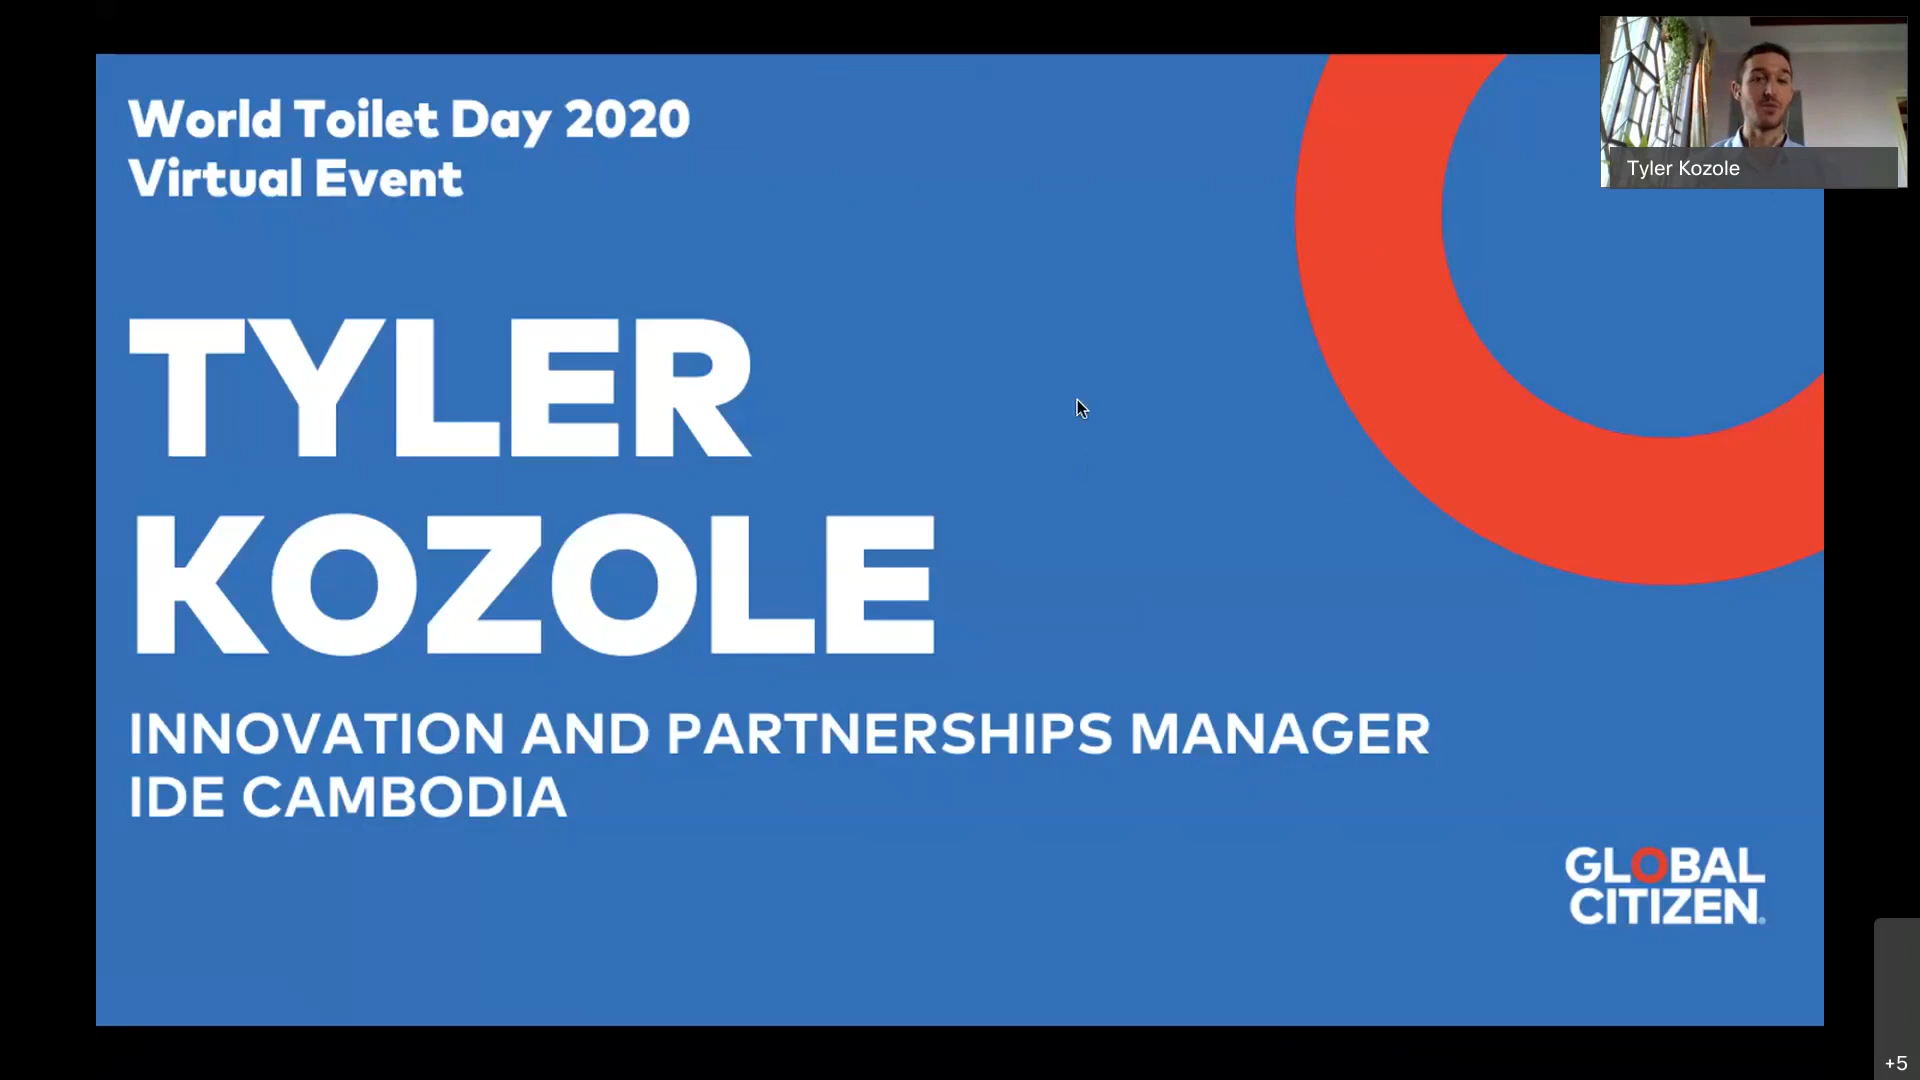 World Toilet Day 2020
Virtual Event
Tyler Kozole
TYLER
KOZOLE
INNOVATION AND PARTNERSHIPS MANAGER
IDE CAMBODIA
GLOBAL
CITIZEN®
+5